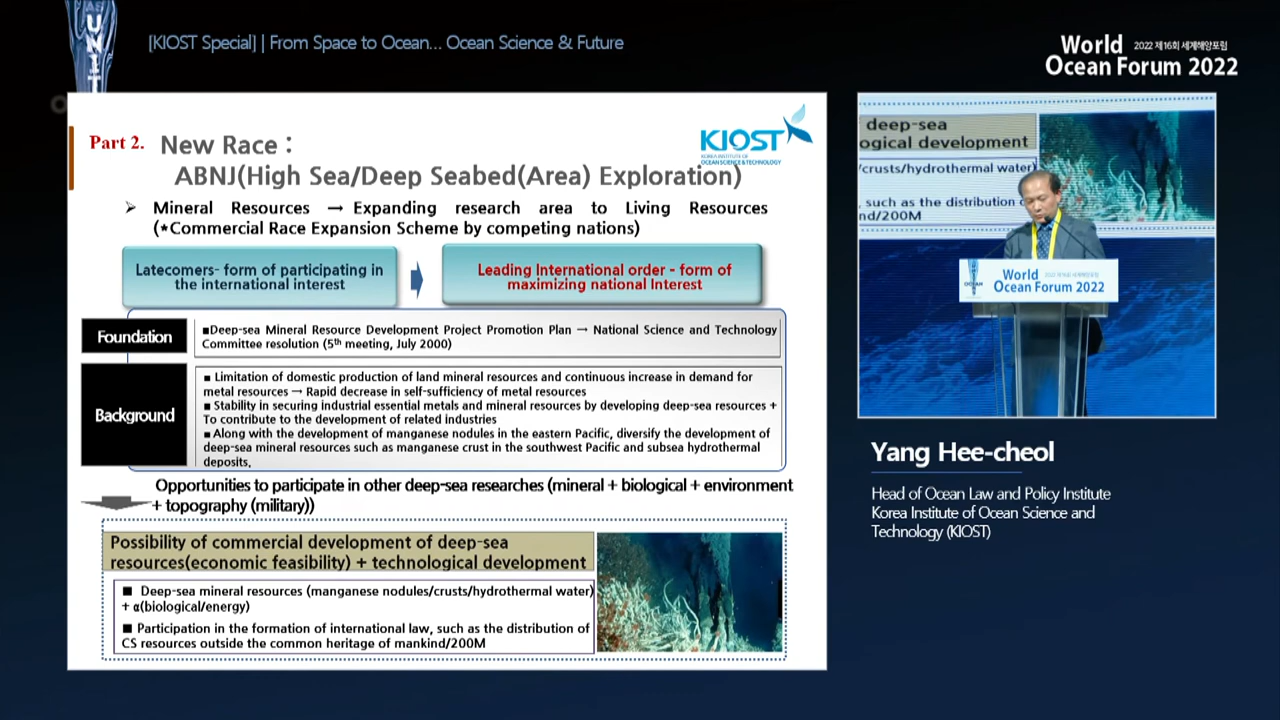 UNIT
[KIOST Special] | From Space to Ocean... Ocean Science & Future
World 2022 제16회 세계해양포럼
Ocean Forum 2022
Part 2. New Race :
ABNJ(High Sea/Deep Seabed(Area) Exploration)
KIOST
KOREA INSTITUTE OF
OCEAN SCIENCE & TECHNOLOGY
➢ Mineral Resources → Expanding research area to Living Resources
(*Commercial Race Expansion Scheme by competing nations)
Latecomers- form of participating in
the international interest
Leading International order - form of
maximizing national Interest
Foundation
■Deep-sea Mineral Resource Development Project Promotion Plan → National Science and Technology
Committee resolution (5th meeting, July 2000)
Background
■ Limitation of domestic production of land mineral resources and continuous increase in demand for
metal resources → Rapid decrease in self-sufficiency of metal resources
■ Stability in securing industrial essential metals and mineral resources by developing deep-sea resources +
To contribute to the development of related industries
■Along with the development of manganese nodules in the eastern Pacific, diversify the development of
deep-sea mineral resources such as manganese crust in the southwest Pacific and subsea hydrothermal
deposits.
Opportunities to participate in other deep-sea researches (mineral + biological + environment
+ topography (military))
Possibility of commercial development of deep-sea
resources(economic feasibility) + technological development
■ Deep-sea mineral resources (manganese nodules/crusts/hydrothermal water)
+ α(biological/energy)
■ Participation in the formation of international law, such as the distribution of
CS resources outside the common heritage of mankind/200M
deep-sea
ogical development
/crusts/hydrothermal water)
, such as the distribution o
nd/200M
World
Ocean Forum 2022
Yang Hee-cheol
Head of Ocean Law and Policy Institute
Korea Institute of Ocean Science and
Technology (KIOST)